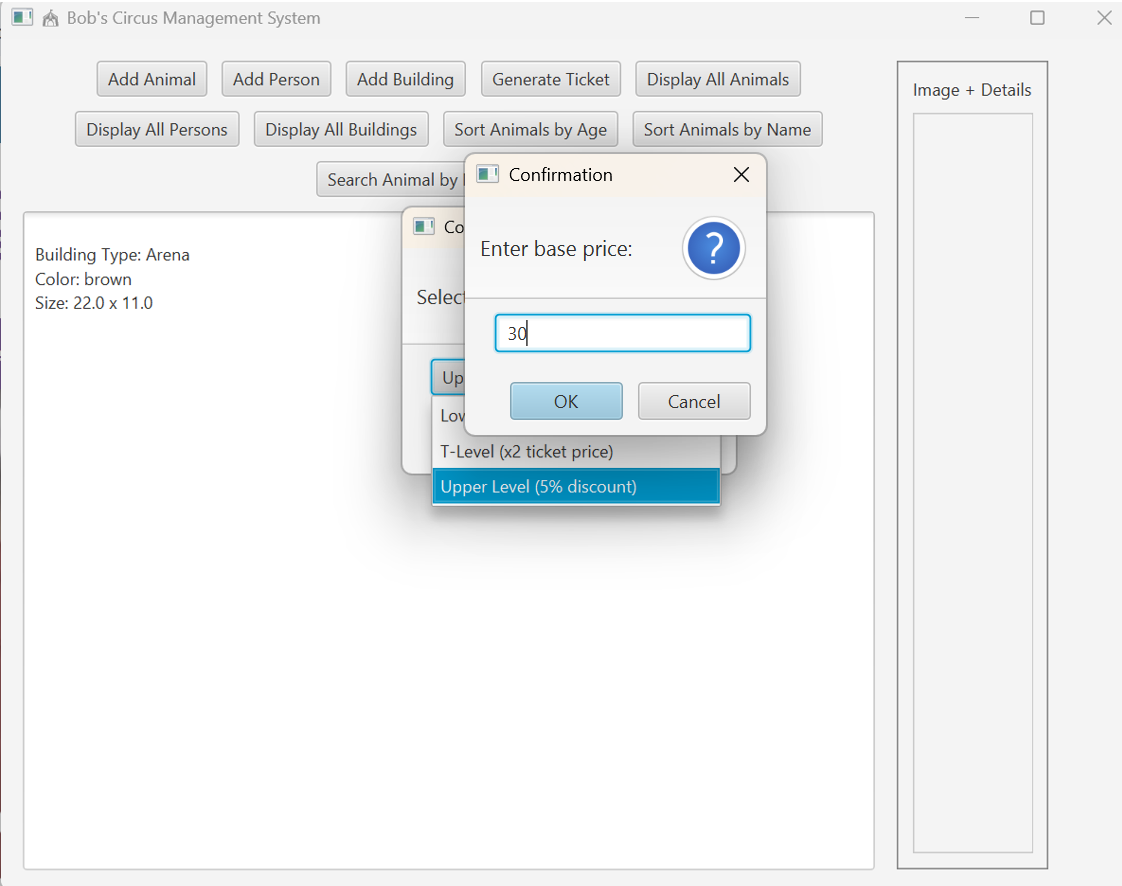 Bob's Circus Management System
Add Animal Add Person Add Building Generate Ticket Display All Animals
Display All Persons Display All Buildings Sort Animals by Age Sort Animals by Name
Search Animal by
Image + Details
Building Type: Arena
Color: brown
Size: 22.0 x 11.0
Confirmation
Enter base price:
30
OK Cancel
T-Level (x2 ticket price)
Upper Level (5% discount)